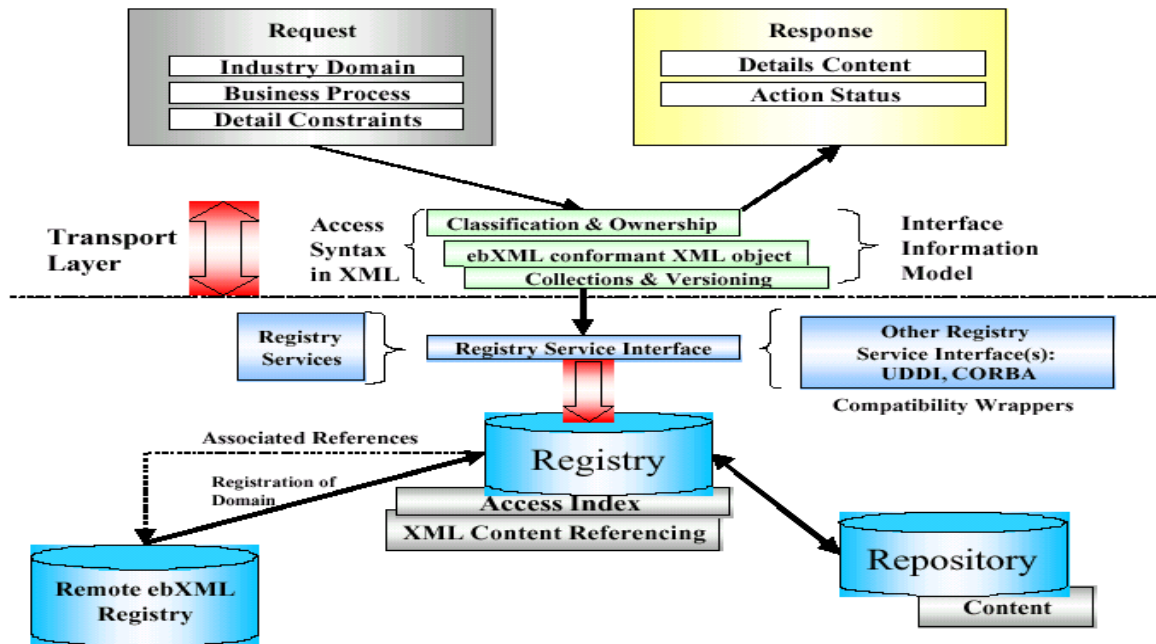 Request
Industry Domain
Business Process
Detail Constraints
Response
Details Content
Action Status
Transport
Layer
Access
Syntax
in XML
Classification & Ownership
ebXML conformant XML object
Collections & Versioning
Interface
Information
Model
Registry
Services
Registry Service Interface
Other Registry
Service Interface(s):
UDDI, CORBA
Compatibility Wrappers
Associated References
Registration of
Domain
Registry
Access Index
XML Content Referencing
Remote ebXML
Registry
Repository
Content